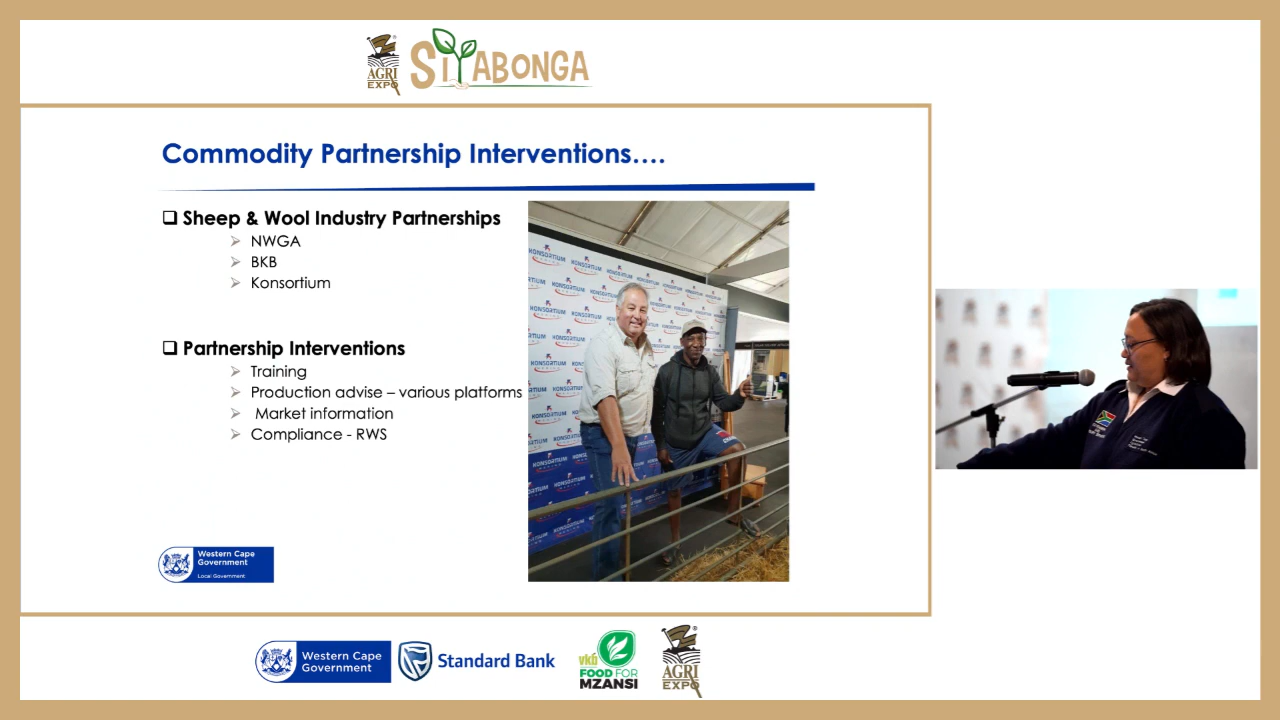 AGRI
EXPO
SIYABONGA
Commodity Partnership Interventions....
❑ Sheep & Wool Industry Partnerships
➢ NWGA
➢ BKB
➢ Konsortium
❑ Partnership Interventions
➢ Training
➢ Production advise – various platforms
➢ Market information
➢ Compliance - RWS
KONSORTIUM
MERINO
Western Cape
Government
Local Government
Western Cape
Government
Standard Bank
vkb
FOOD FOR
MZANSI
AGRI
EXPO